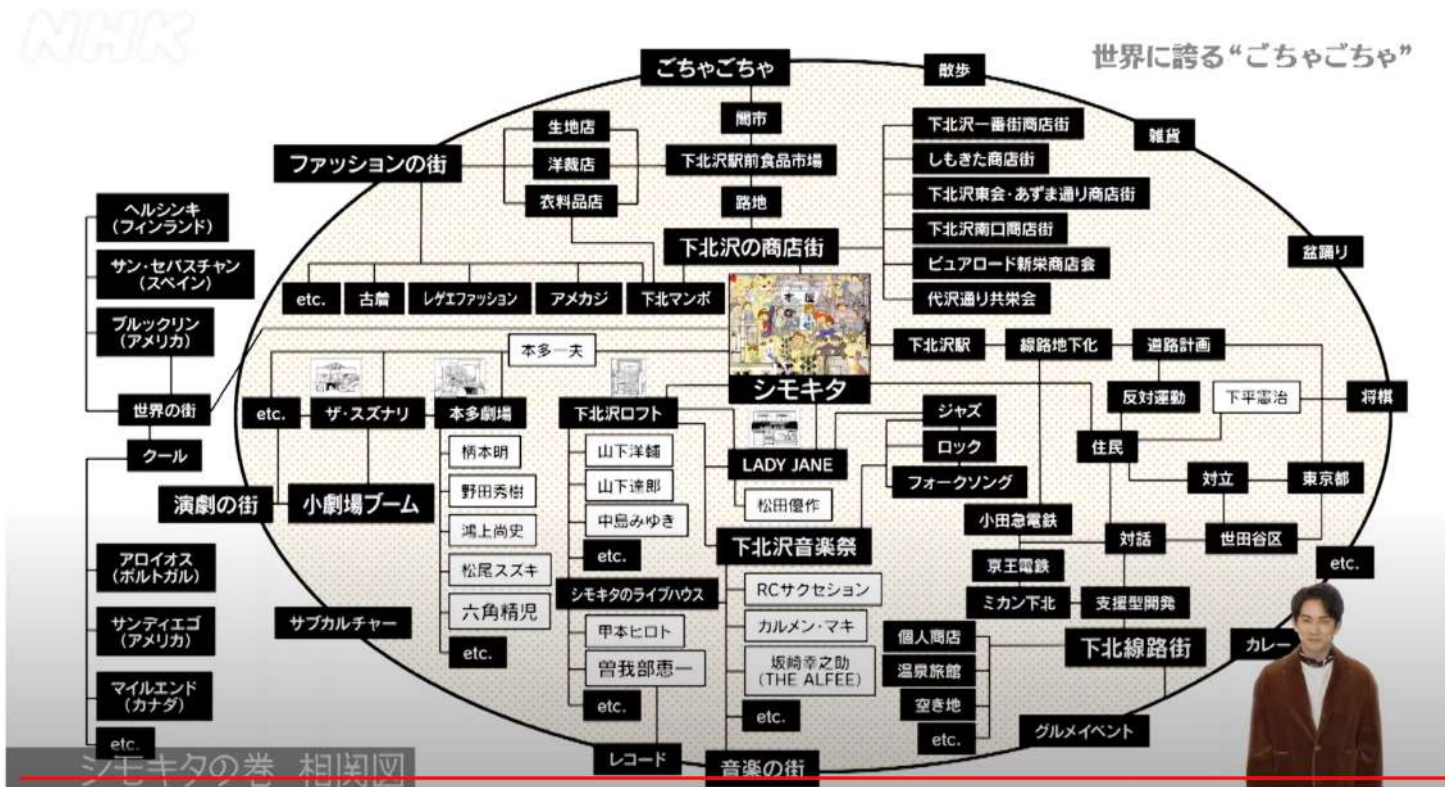 NHK
世界に誇る“ごちゃごちゃ”
ごちゃごちゃ
散歩
雑貨
盆踊り
将棋
etc.
カレー
グルメイベント
音楽の街
レコード
サブカルチャー
演劇の街
ファッションの街
闇市
下北沢駅前食品市場
路地
下北沢の商店街
生地店
洋裁店
衣料品店
etc.
古着
レゲエファッション
アメカジ
下北マンボ
下北沢一番街商店街
しもきた商店街
下北沢東会・あずま通り商店街
下北沢南口商店街
ピュアロード新栄商店会
代沢通り共栄会
ヘルシンキ
(フィンランド)
サン・セバスチャン
(スペイン)
ブルックリン
(アメリカ)
世界の街
クール
アロイオス
(ポルトガル)
サンディエゴ
(アメリカ)
マイルエンド
(カナダ)
etc.
本屋
シモキタ
本多一夫
etc.
ザ・スズナリ
本多劇場
小劇場ブーム
柄本明
野田秀樹
鴻上尚史
松尾スズキ
六角精児
etc.
下北沢ロフト
山下洋輔
山下達郎
中島みゆき
etc.
シモキタのライブハウス
甲本ヒロト
曽我部恵一
etc.
LADY JANE
松田優作
下北沢音楽祭
RCサクセション
カルメン・マキ
坂崎幸之助
(THE ALFEE)
etc.
ジャズ
ロック
フォークソング
下北沢駅
線路地下化
道路計画
反対運動
下平憲治
住民
対立
東京都
小田急電鉄
対話
世田谷区
京王電鉄
ミカン下北
支援型開発
下北線路街
個人商店
温泉旅館
空き地
etc.
シモキタの巻 相関図